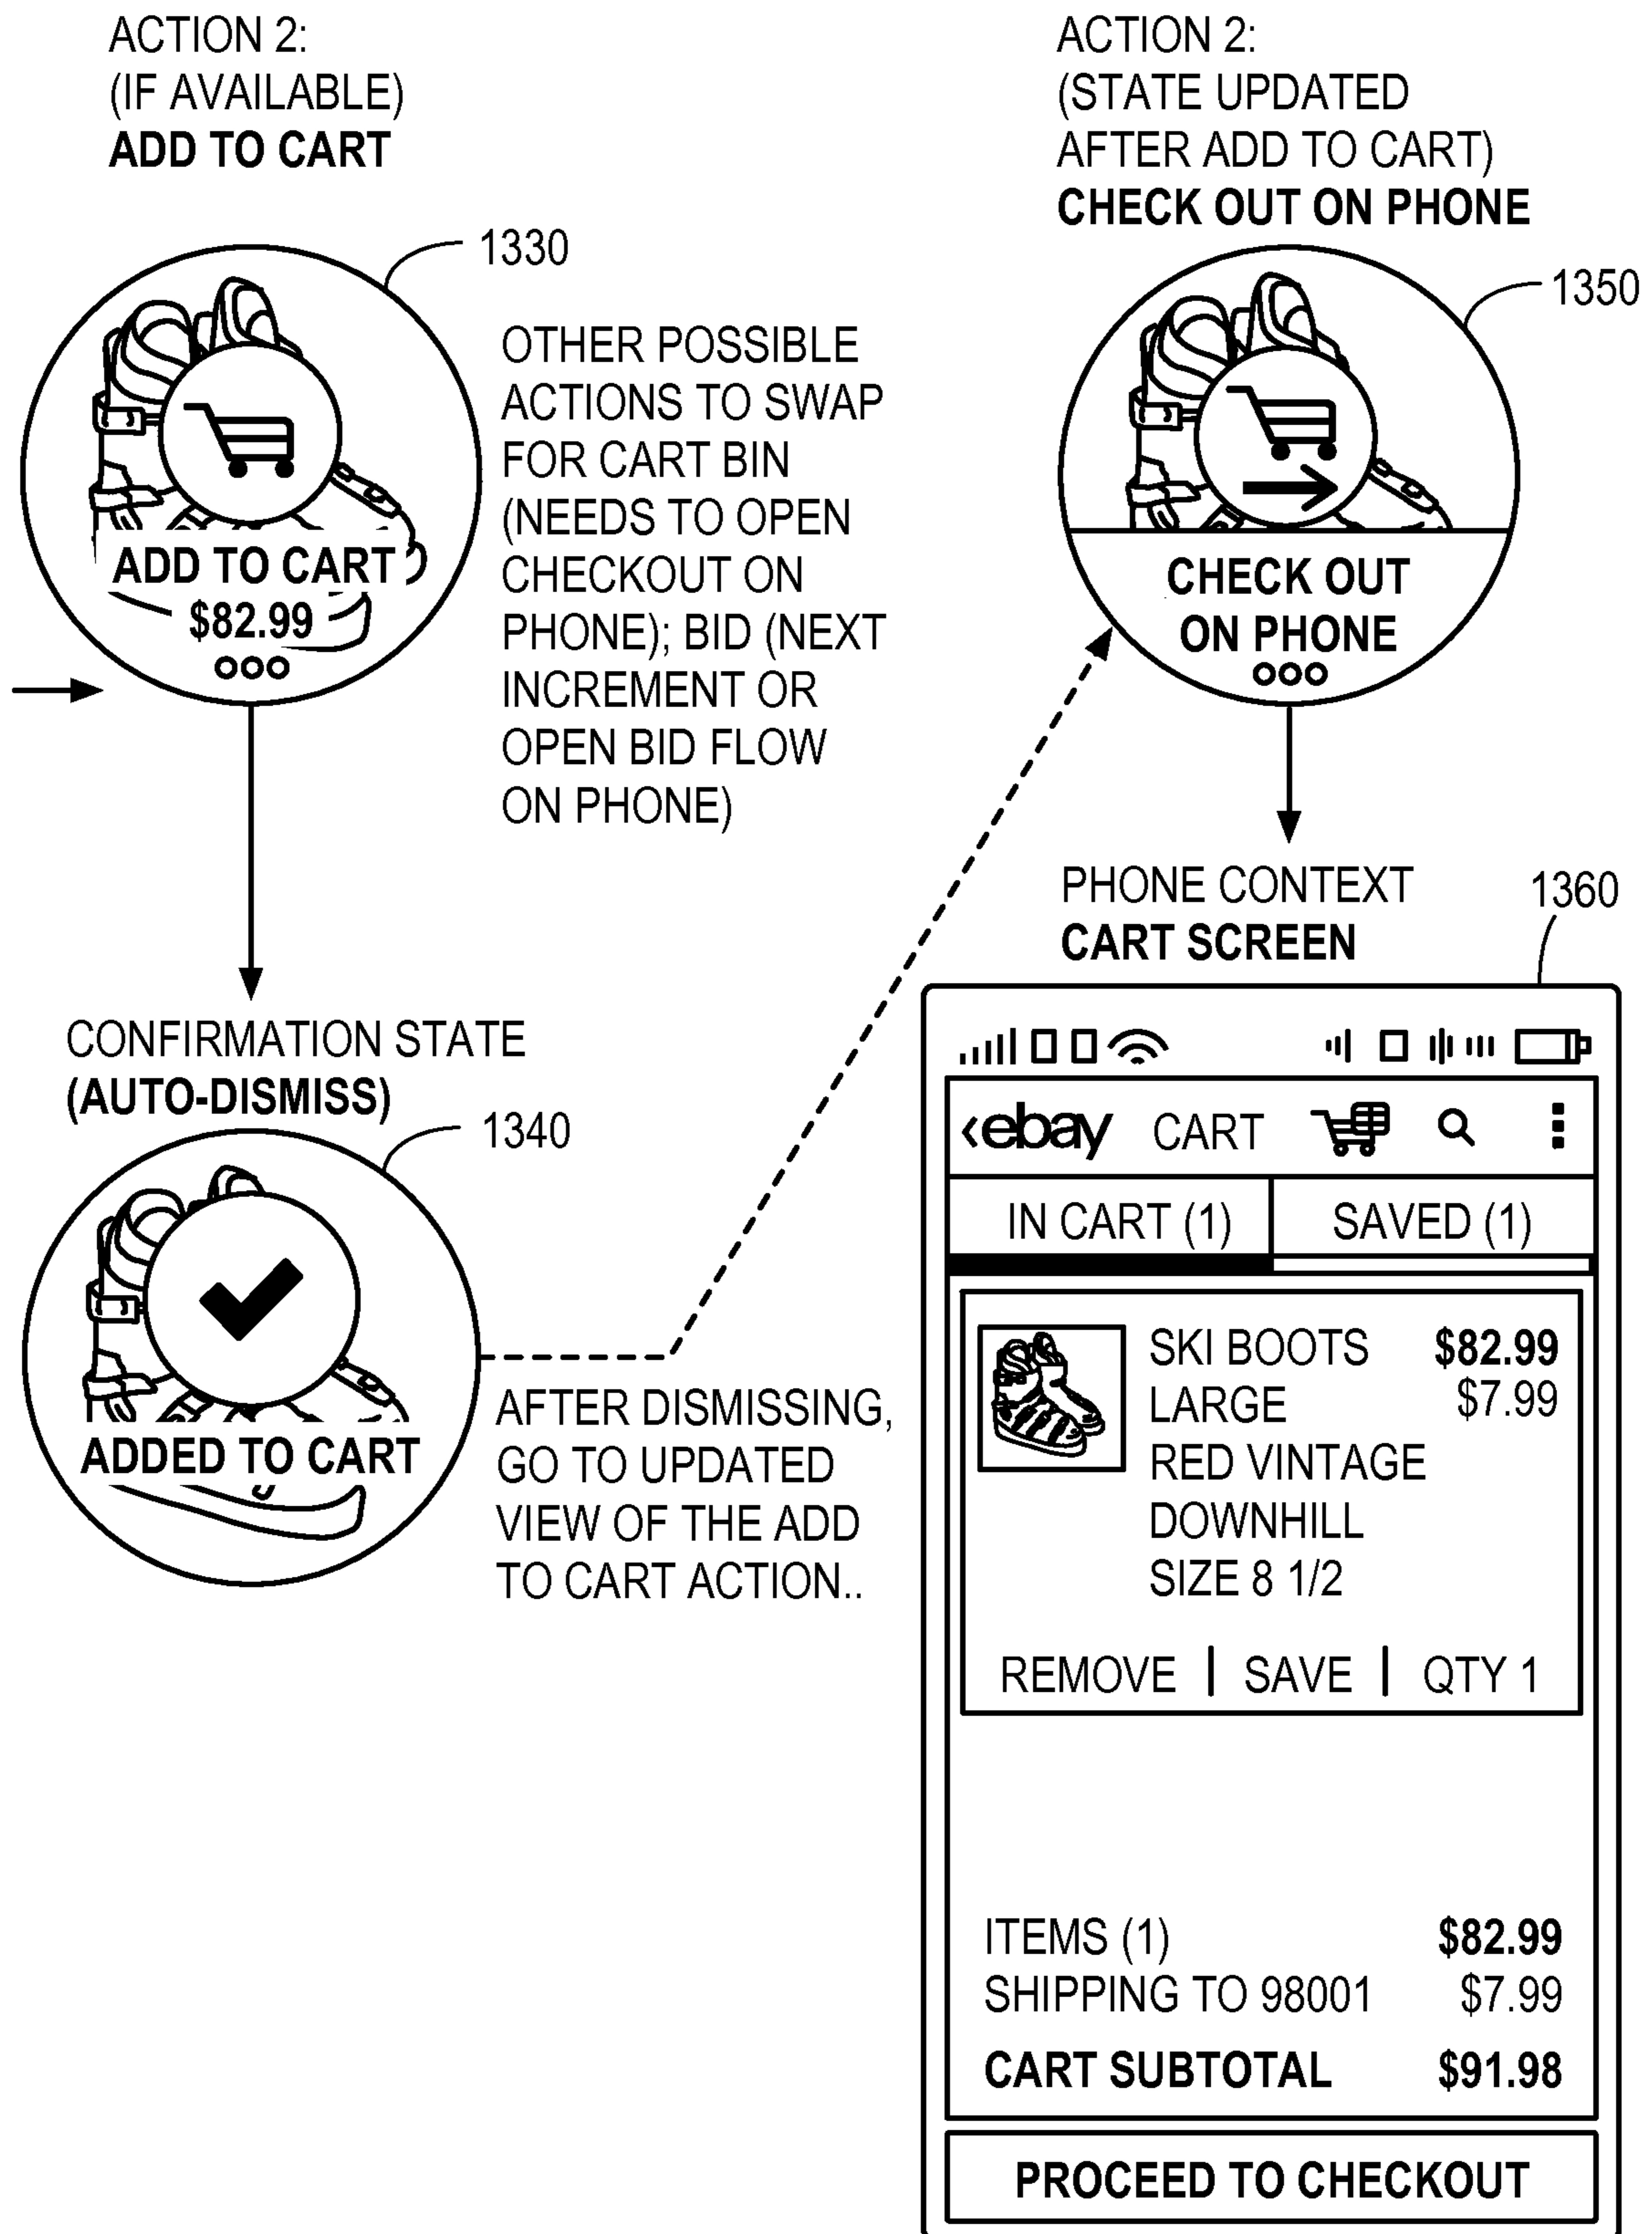 ACTION 2:
(IF AVAILABLE)
ADD TO CART
1330
ADD TO CART
$82.99
OTHER POSSIBLE
ACTIONS TO SWAP
FOR CART BIN
(NEEDS TO OPEN
CHECKOUT ON
PHONE); BID (NEXT
INCREMENT OR
OPEN BID FLOW
ON PHONE)
CONFIRMATION STATE
(AUTO-DISMISS)
1340
ADDED TO CART
AFTER DISMISSING,
GO TO UPDATED
VIEW OF THE ADD
TO CART ACTION..
ACTION 2:
(STATE UPDATED
AFTER ADD TO CART)
CHECK OUT ON PHONE
1350
CHECK OUT
ON PHONE
PHONE CONTEXT
CART SCREEN
1360
‹ebay CART
IN CART (1) SAVED (1)
SKI BOOTS $82.99
LARGE $7.99
RED VINTAGE
DOWNHILL
SIZE 8 1/2
REMOVE | SAVE | QTY 1
ITEMS (1) $82.99
SHIPPING TO 98001 $7.99
CART SUBTOTAL $91.98
PROCEED TO CHECKOUT